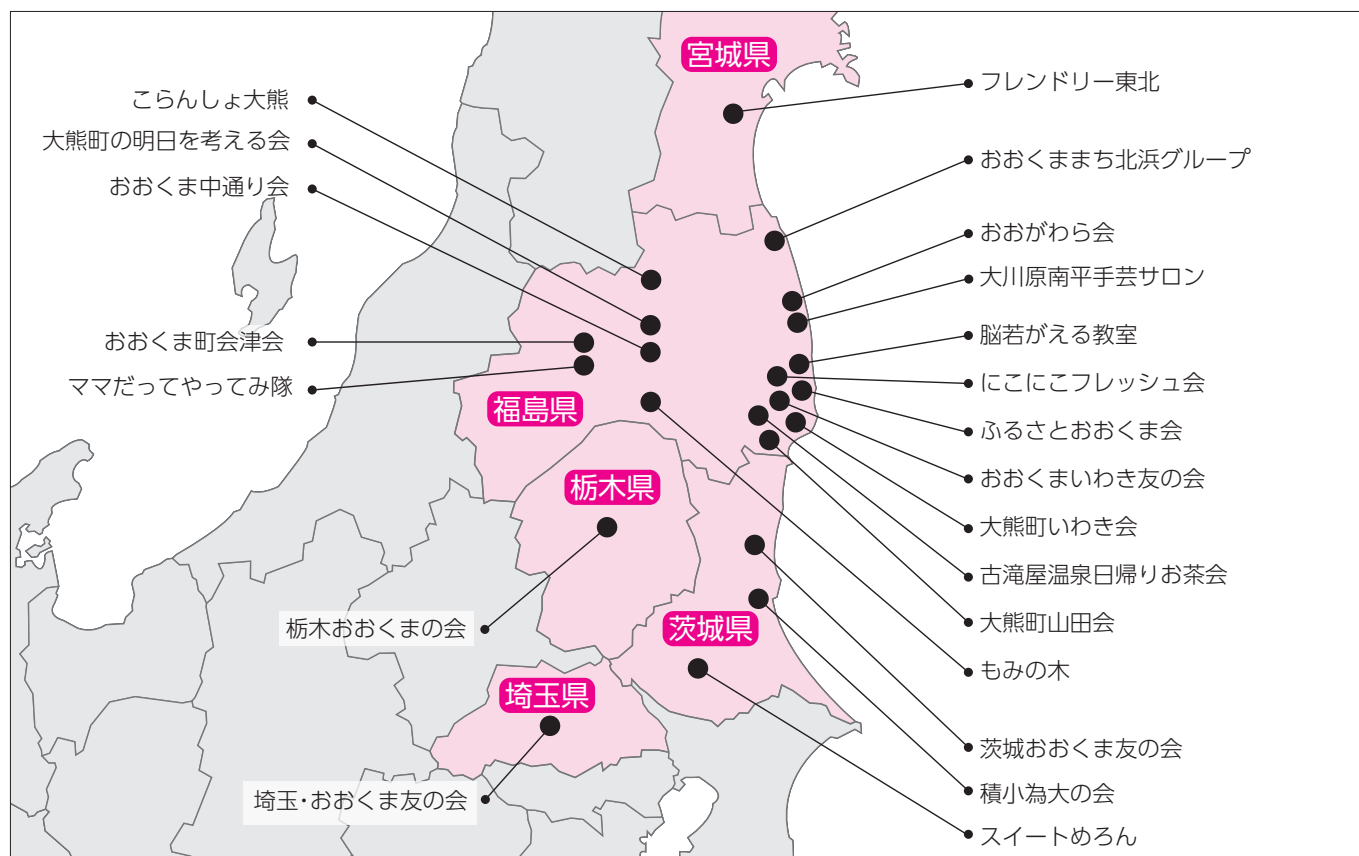 宮城県
フレンドリー東北
こらんしょ大熊
大熊町の明日を考える会
おおくま中通り会
おおくままち北浜グループ
おおがわら会
大川原南平手芸サロン
おおくま町会津会
ママだってやってみ隊
脳若がえる教室
にこにこフレッシュ会
福島県
ふるさとおおくま会
おおくまいわき友の会
栃木県
大熊町いわき会
古滝屋温泉日帰りお茶会
栃木おおくまの会
茨城県
大熊町山田会
もみの木
埼玉県
茨城おおくま友の会
埼玉・おおくま友の会
積小為大の会
スイートめろん